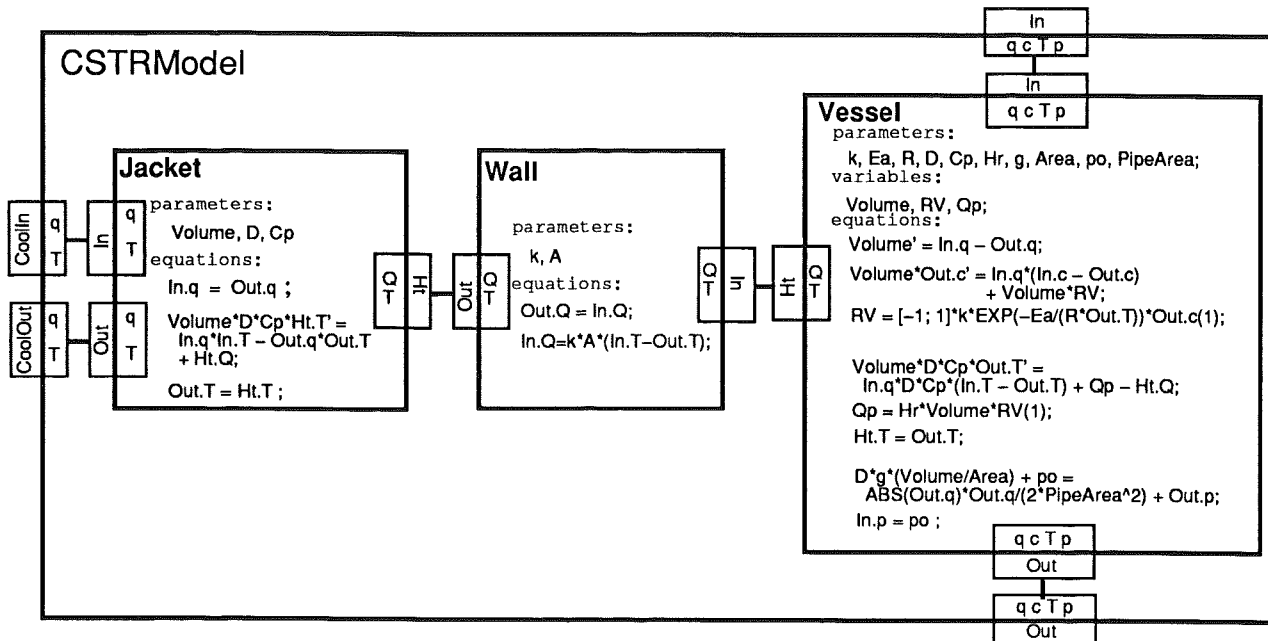 In
q c T p
CSTRModel
In
q c T p
Jacket
parameters:
Volume, D, Cp
equations:
In.q = Out.q ;
Volume*D*Cp*Ht.T' =
In.q*In.T – Out.q*Out.T
+ Ht.Q;
Out.T = Ht.T ;
CoolIn
q
T
In
q
T
CoolOut
q
T
Out
q
T
Q
T
Ht
Wall
parameters:
k, A
equations:
Out.Q = In.Q;
In.Q=k*A*(In.T–Out.T);
Out
Q
T
Q
T
In
Vessel
parameters:
k, Ea, R, D, Cp, Hr, g, Area, po, PipeArea;
variables:
Volume, RV, Qp;
equations:
Volume' = In.q – Out.q;
Volume*Out.c' = In.q*(In.c – Out.c)
+ Volume*RV;
RV = [–1; 1]*k*EXP(–Ea/(R*Out.T))*Out.c(1);
Volume*D*Cp*Out.T' =
In.q*D*Cp*(In.T – Out.T) + Qp – Ht.Q;
Qp = Hr*Volume*RV(1);
Ht.T = Out.T;
D*g*(Volume/Area) + po =
ABS(Out.q)*Out.q/(2*PipeArea^2) + Out.p;
In.p = po ;
Ht
Q
T
q c T p
Out
q c T p
Out